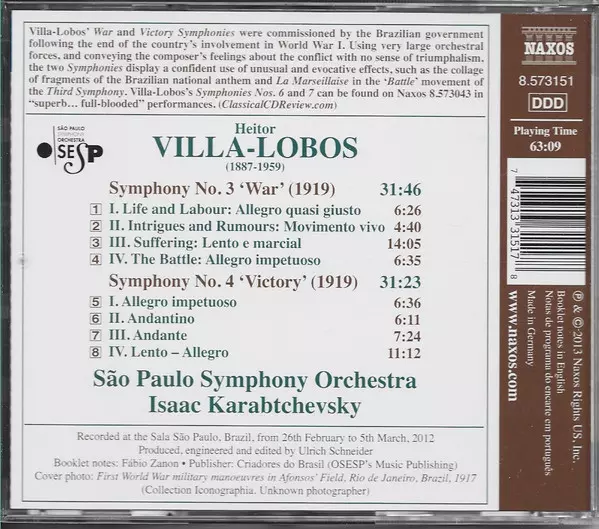 Villa-Lobos' War and Victory Symphonies were commissioned by the Brazilian government
following the end of the country's involvement in World War I. Using very large orchestral
forces, and conveying the composer's feelings about the conflict with no sense of triumphalism,
the two Symphonies display a confident use of unusual and evocative effects, such as the collage
of fragments of the Brazilian national anthem and La Marseillaise in the 'Battle' movement of
the Third Symphony. Villa-Lobos's Symphonies Nos. 6 and 7 can be found on Naxos 8.573043 in
"superb... full-blooded" performances. (ClassicalCDReview.com)
SÃO PAULO
SYMPHONY
ORCHESTRA
OSESP
Heitor
VILLA-LOBOS
(1887-1959)
Symphony No. 3 'War' (1919) 31:46
1 I. Life and Labour: Allegro quasi giusto 6:26
2 II. Intrigues and Rumours: Movimento vivo 4:40
3 III. Suffering: Lento e marcial 14:05
4 IV. The Battle: Allegro impetuoso 6:35
Symphony No. 4 'Victory' (1919) 31:23
5 I. Allegro impetuoso 6:36
6 II. Andantino 6:11
7 III. Andante 7:24
8 IV. Lento – Allegro 11:12
São Paulo Symphony Orchestra
Isaac Karabtchevsky
Recorded at the Sala São Paulo, Brazil, from 26th February to 5th March, 2012
Produced, engineered and edited by Ulrich Schneider
Booklet notes: Fábio Zanon • Publisher: Criadores do Brasil (OSESP's Music Publishing)
Cover photo: First World War military manoeuvres in Afonsos' Field, Rio de Janeiro, Brazil, 1917
(Collection Iconographia. Unknown photographer)
NAXOS
8.573151
DDD
Playing Time
63:09
7 47313 31517 8
www.naxos.com
℗ & © 2013 Naxos Rights US, Inc.
Booklet notes in English
Notas de programa do encarte em português
Made in Germany